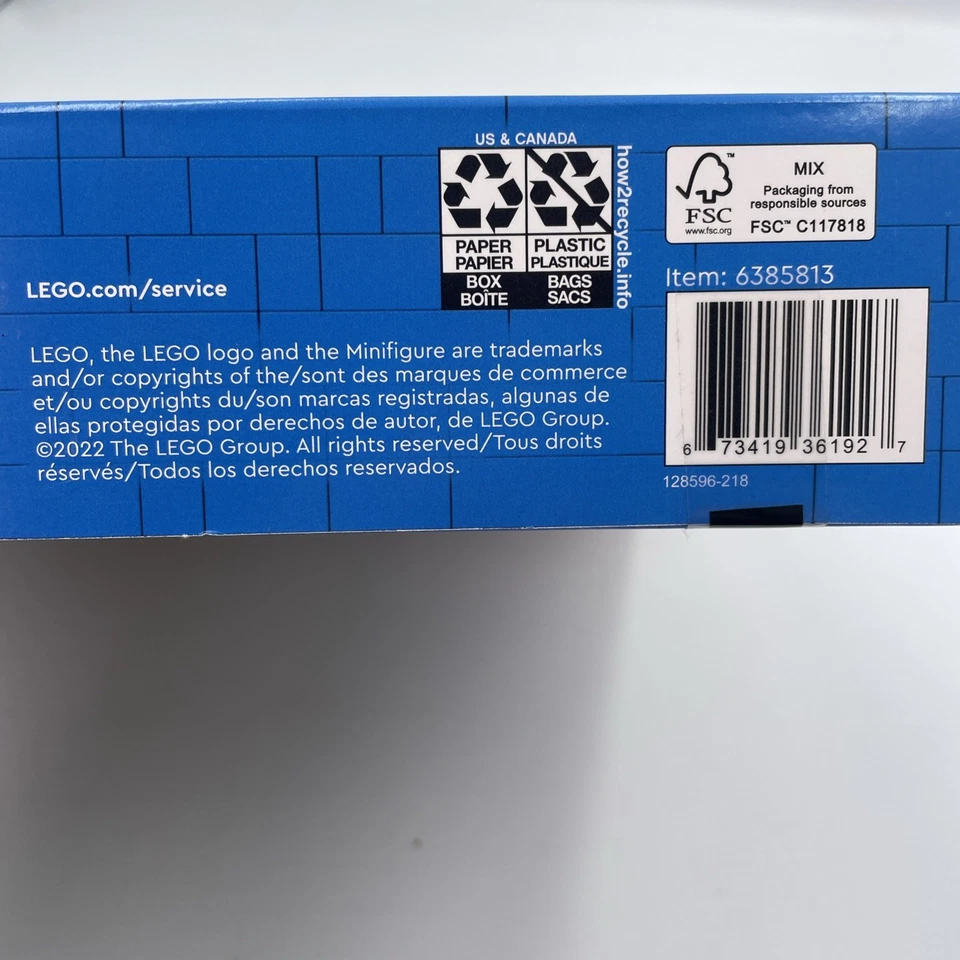 US & CANADA
PAPER
PAPIER
BOX
BOÎTE
PLASTIC
PLASTIQUE
BAGS
SACS
how2recycle.info
FSC™
www.fsc.org
MIX
Packaging from
responsible sources
FSC™ C117818
LEGO.com/service
Item: 6385813
6 73419 36192 7
128596-218
LEGO, the LEGO logo and the Minifigure are trademarks
and/or copyrights of the/sont des marques de commerce
et/ou copyrights du/son marcas registradas, algunas de
ellas protegidas por derechos de autor, de LEGO Group.
©2022 The LEGO Group. All rights reserved/Tous droits
réservés/Todos los derechos reservados.